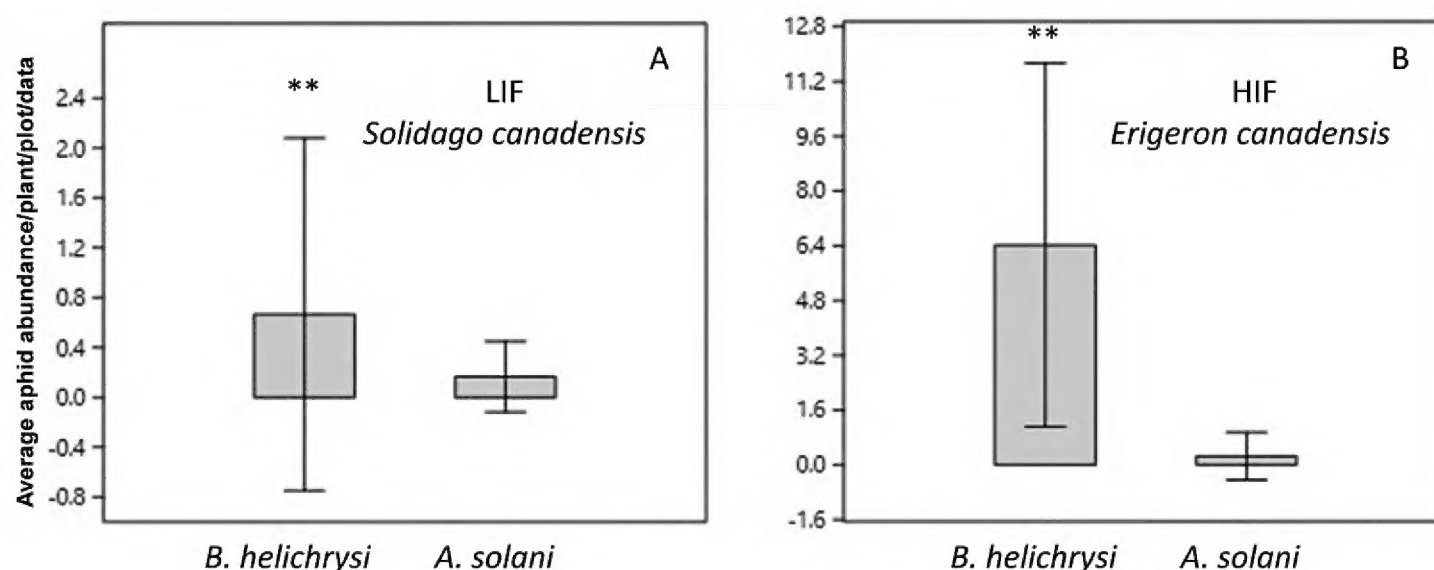 Average aphid abundance/plant/plot/data
A
**
LIF
Solidago canadensis
2.4
2.0
1.6
1.2
0.8
0.4
0.0
-0.4
-0.8
B. helichrysi
A. solani
B
**
HIF
Erigeron canadensis
12.8
11.2
9.6
8.0
6.4
4.8
3.2
1.6
0.0
-1.6
B. helichrysi
A. solani